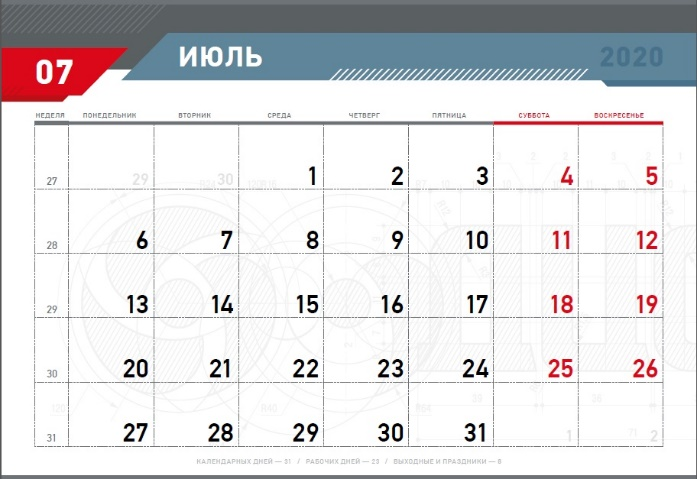 07 ИЮЛЬ 2020
НЕДЕЛЯ ПОНЕДЕЛЬНИК ВТОРНИК СРЕДА ЧЕТВЕРГ ПЯТНИЦА СУББОТА ВОСКРЕСЕНЬЕ
27 29 30 1 2 3 4 5
28 6 7 8 9 10 11 12
29 13 14 15 16 17 18 19
30 20 21 22 23 24 25 26
31 27 28 29 30 31 1 2
КАЛЕНДАРНЫХ ДНЕЙ — 31 / РАБОЧИХ ДНЕЙ — 23 / ВЫХОДНЫЕ И ПРАЗДНИКИ — 8